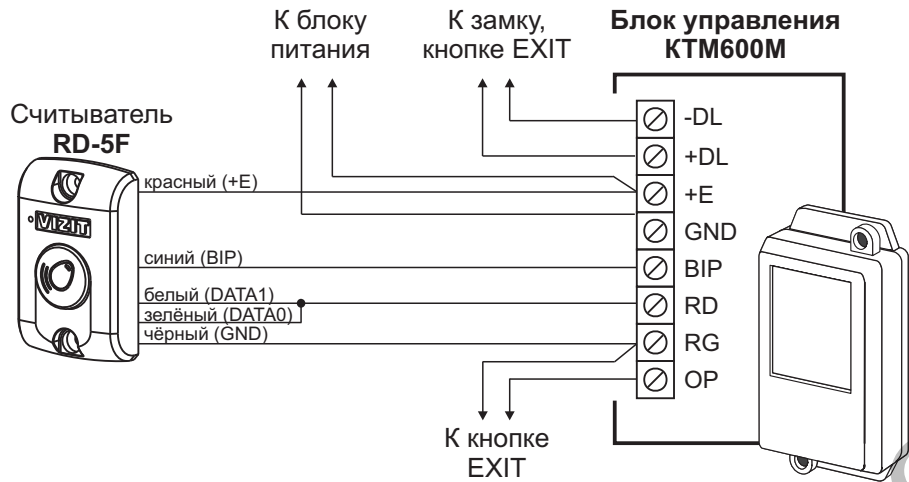 К блоку
питания
К замку,
кнопке EXIT
Блок управления
КТМ600М
Считыватель
RD-5F
VIZIT
красный (+E)
синий (BIP)
белый (DATA1)
зелёный (DATA0)
чёрный (GND)
-DL
+DL
+E
GND
BIP
RD
RG
OP
К кнопке
EXIT